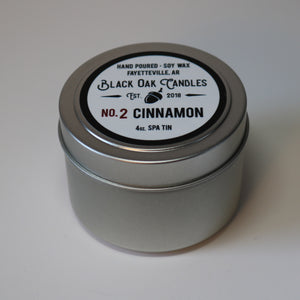 HAND POURED · SOY WAX
FAYETTEVILLE, AR
BLACK OAK CANDLES
EST. 2018
NO. 2 CINNAMON
4oz. SPA TIN